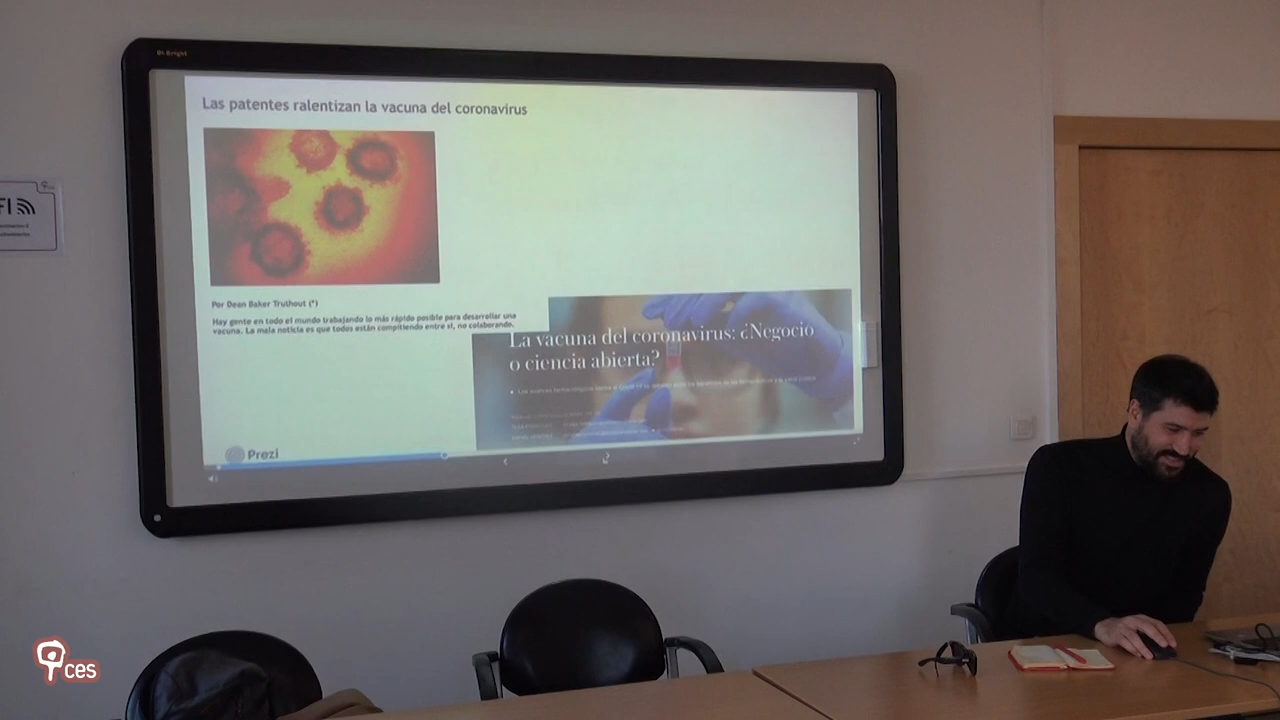 Dr.Bright
Las patentes ralentizan la vacuna del coronavirus
FI
Por Dean Baker Truthout (*)
Hay gente en todo el mundo trabajando lo más rápido posible para desarrollar una
vacuna. La mala noticia es que todos están compitiendo entre sí, no colaborando.
La vacuna del coronavirus: ¿Negocio
o ciencia abierta?
Prezi
ces